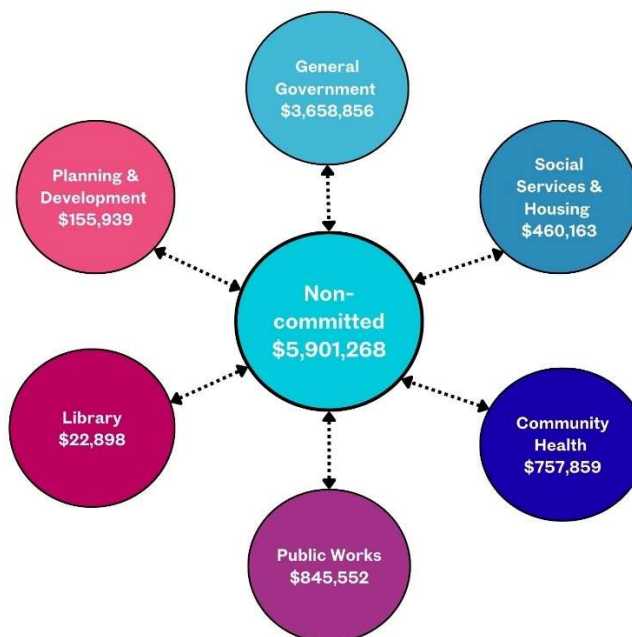 General
Government
$3,658,856
Planning &
Development
$155,939
Social
Services &
Housing
$460,163
Non-
committed
$5,901,268
Library
$22,898
Community
Health
$757,859
Public Works
$845,552